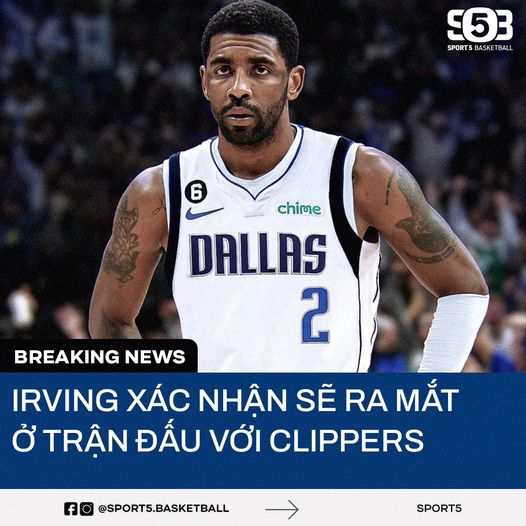 S5B
SPORT5 BASKETBALL
6
chime
DALLAS
2
BREAKING NEWS
IRVING XÁC NHẬN SẼ RA MẮT
Ở TRẬN ĐẤU VỚI CLIPPERS
@SPORT5.BASKETBALL
SPORT5